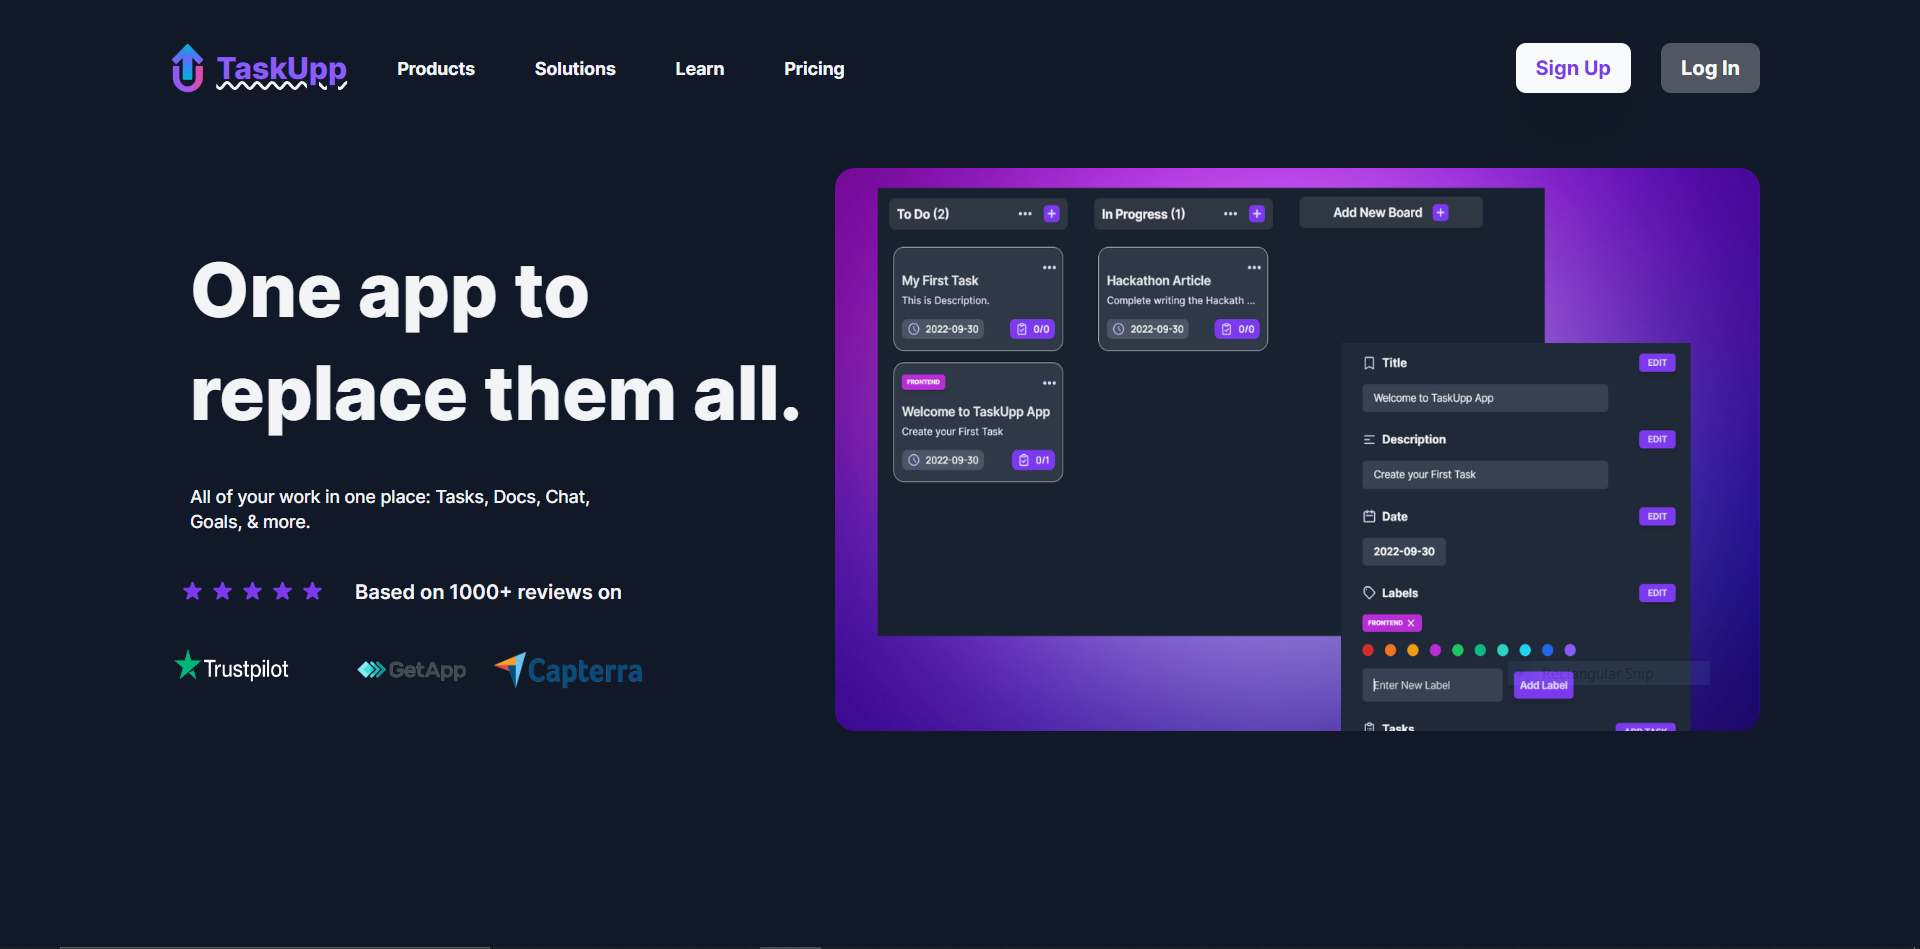 TaskUpp
Products
Solutions
Learn
Pricing
Sign Up
Log In
One app to
replace them all.
All of your work in one place: Tasks, Docs, Chat,
Goals, & more.
Based on 1000+ reviews on
Trustpilot
GetApp
Capterra
To Do (2)
In Progress (1)
Add New Board
My First Task
This is Description.
2022-09-30
0/0
Hackathon Article
Complete writing the Hackath ...
2022-09-30
0/0
FRONTEND
Welcome to TaskUpp App
Create your First Task
2022-09-30
0/1
Title
EDIT
Welcome to TaskUpp App
Description
EDIT
Create your First Task
Date
EDIT
2022-09-30
Labels
EDIT
FRONTEND X
Enter New Label
Add Label
Rectangular Snip
Tasks
ADD TASK